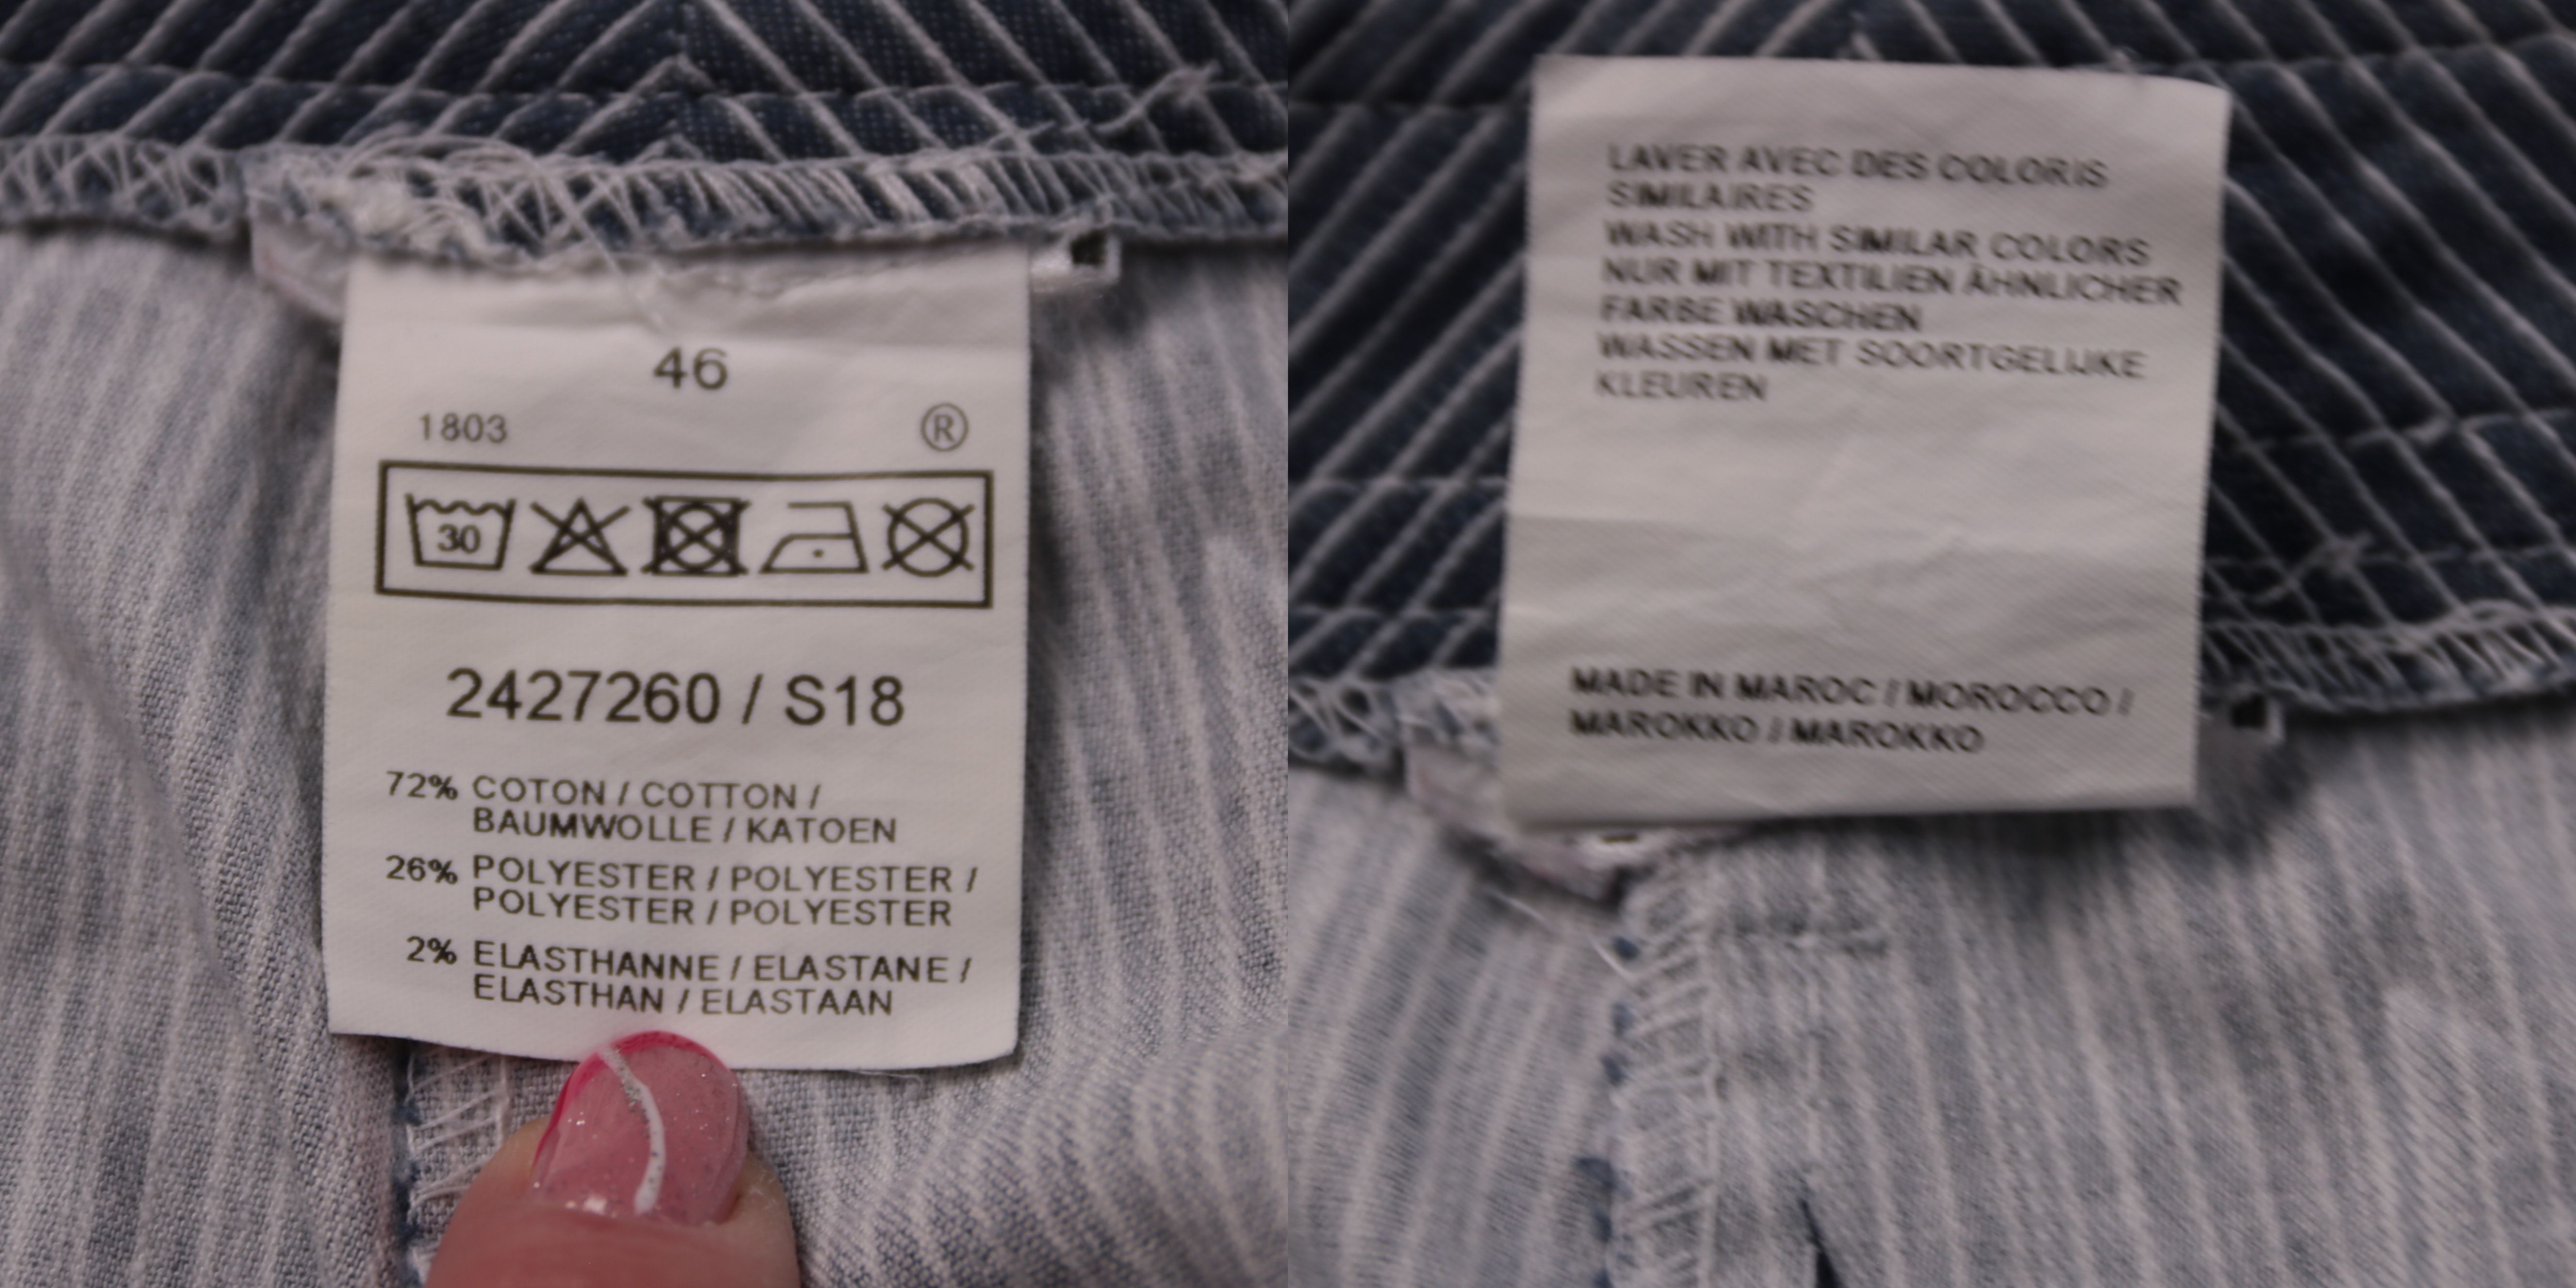 46
1803 ®
30
2427260 / S18
72% COTON / COTTON /
BAUMWOLLE / KATOEN
26% POLYESTER / POLYESTER /
POLYESTER / POLYESTER
2% ELASTHANNE / ELASTANE /
ELASTHAN / ELASTAAN
LAVER AVEC DES COLORIS
SIMILAIRES
WASH WITH SIMILAR COLORS
NUR MIT TEXTILIEN ÄHNLICHER
FARBE WASCHEN
WASSEN MET SOORTGELIJKE
KLEUREN
MADE IN MAROC / MOROCCO /
MAROKKO / MAROKKO